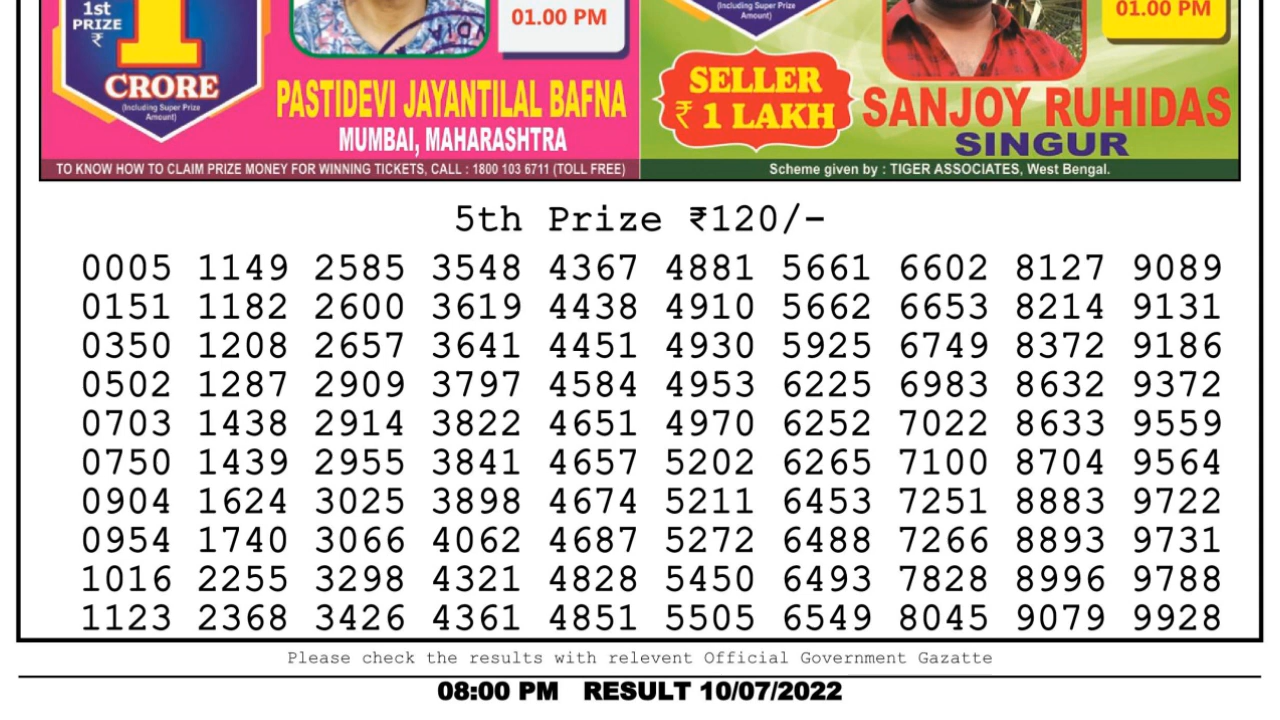 1st
PRIZE
₹
1
CRORE
(Including Super Prize
Amount)
01.00 PM
PASTIDEVI JAYANTILAL BAFNA
MUMBAI, MAHARASHTRA
TO KNOW HOW TO CLAIM PRIZE MONEY FOR WINNING TICKETS, CALL : 1800 103 6711 (TOLL FREE)
(Including Super Prize
Amount)
01.00 PM
SELLER
₹ 1 LAKH
SANJOY RUHIDAS
SINGUR
Scheme given by : TIGER ASSOCIATES, West Bengal.
5th Prize ₹120/-
0005 1149 2585 3548 4367 4881 5661 6602 8127 9089
0151 1182 2600 3619 4438 4910 5662 6653 8214 9131
0350 1208 2657 3641 4451 4930 5925 6749 8372 9186
0502 1287 2909 3797 4584 4953 6225 6983 8632 9372
0703 1438 2914 3822 4651 4970 6252 7022 8633 9559
0750 1439 2955 3841 4657 5202 6265 7100 8704 9564
0904 1624 3025 3898 4674 5211 6453 7251 8883 9722
0954 1740 3066 4062 4687 5272 6488 7266 8893 9731
1016 2255 3298 4321 4828 5450 6493 7828 8996 9788
1123 2368 3426 4361 4851 5505 6549 8045 9079 9928
Please check the results with relevent Official Government Gazatte
08:00 PM RESULT 10/07/2022